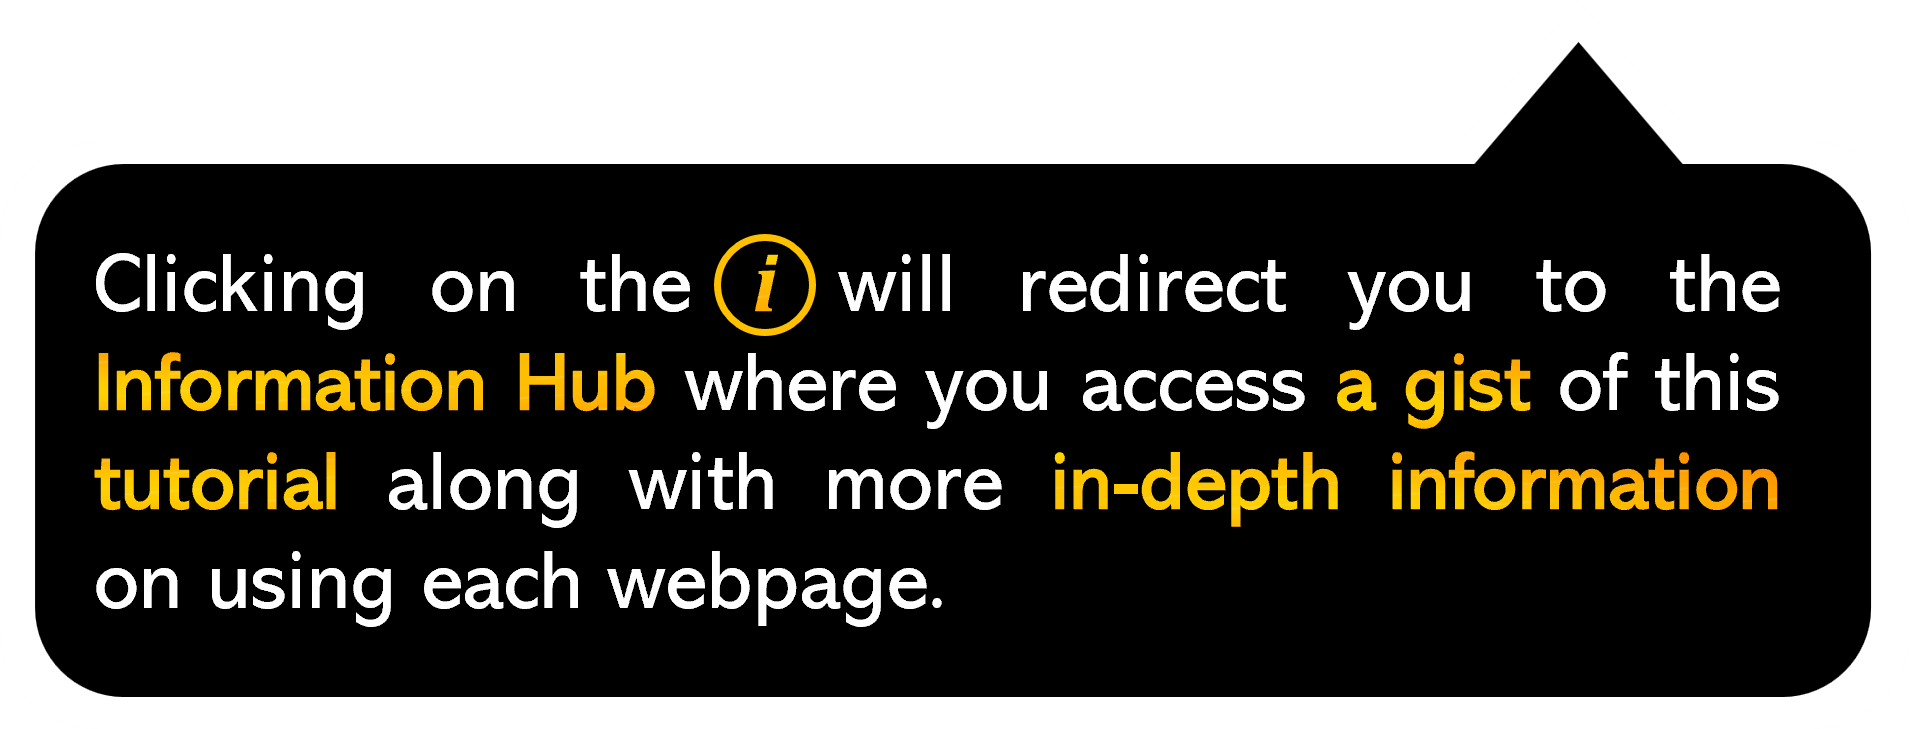 Clicking on the i will redirect you to the
Information Hub where you access a gist of this
tutorial along with more in-depth information
on using each webpage.